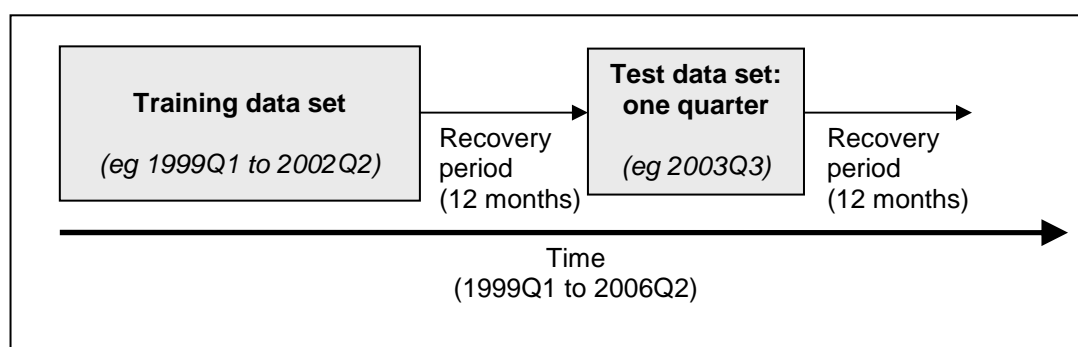 Training data set
(eg 1999Q1 to 2002Q2)
Recovery
period
(12 months)
Test data set:
one quarter
(eg 2003Q3)
Recovery
period
(12 months)
Time
(1999Q1 to 2006Q2)